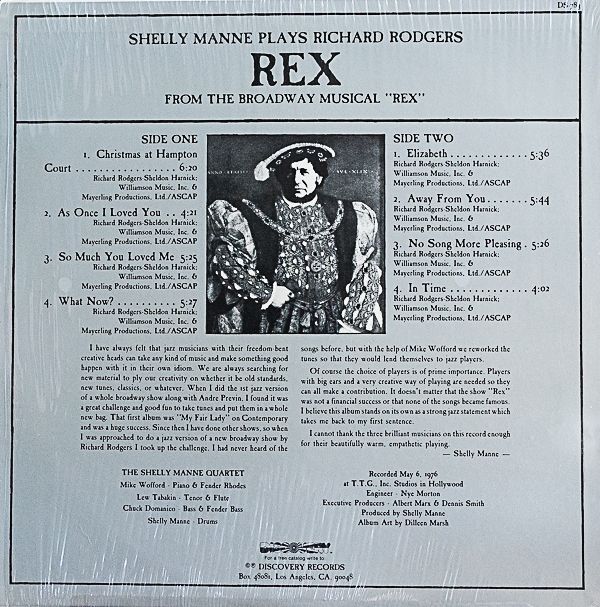 DS-783
SHELLY MANNE PLAYS RICHARD RODGERS
REX
FROM THE BROADWAY MUSICAL "REX"
SIDE ONE
1. Christmas at Hampton
Court . . . . . . . . . . . . . . . 6:20
Richard Rodgers-Sheldon Harnick;
Williamson Music, Inc. &
Mayerling Productions, Ltd./ASCAP
2. As Once I Loved You . . 4:21
Richard Rodgers-Sheldon Harnick;
Williamson Music, Inc. &
Mayerling Productions, Ltd./ASCAP
3. So Much You Loved Me 5:25
Richard Rodgers-Sheldon Harnick;
Williamson Music, Inc. &
Mayerling Productions, Ltd./ASCAP
4. What Now? . . . . . . . . . . 5:27
Richard Rodgers-Sheldon Harnick;
Williamson Music, Inc. &
Mayerling Productions, Ltd./ASCAP
SIDE TWO
1. Elizabeth . . . . . . . . . . . . 5:36
Richard Rodgers-Sheldon Harnick;
Williamson Music, Inc. &
Mayerling Productions, Ltd./ASCAP
2. Away From You . . . . . . . 5:44
Richard Rodgers-Sheldon Harnick;
Williamson Music, Inc. &
Mayerling Productions, Ltd./ASCAP
3. No Song More Pleasing . 5:26
Richard Rodgers-Sheldon Harnick;
Williamson Music, Inc. &
Mayerling Productions, Ltd./ASCAP
4. In Time . . . . . . . . . . . . . 4:02
Richard Rodgers-Sheldon Harnick;
Williamson Music, Inc. &
Mayerling Productions, Ltd./ASCAP
I have always felt that jazz musicians with their freedom-bent
creative heads can take any kind of music and make something good
happen with it in their own idiom. We are always searching for
new material to ply our creativity on whether it be old standards,
new tunes, classics, or whatever. When I did the 1st jazz version
of a whole broadway show along with Andre Previn, I found it was
a great challenge and good fun to take tunes and put them in a whole
new bag. That first album was "My Fair Lady" on Contemporary
and was a huge success. Since then I have done other shows, so when
I was approached to do a jazz version of a new broadway show by
Richard Rodgers I took up the challenge. I had never heard of the
songs before, but with the help of Mike Wofford we reworked the
tunes so that they would lend themselves to jazz players.
Of course the choice of players is of prime importance. Players
with big ears and a very creative way of playing are needed so they
can all make a contribution. It doesn't matter that the show "Rex"
was not a financial success or that none of the songs became famous.
I believe this album stands on its own as a strong jazz statement which
takes me back to my first sentence.
I cannot thank the three brilliant musicians on this record enough
for their beautifully warm, empathetic playing.
— Shelly Manne —
THE SHELLY MANNE QUARTET
Mike Wofford - Piano & Fender Rhodes
Lew Tabakin - Tenor & Flute
Chuck Domanico - Bass & Fender Bass
Shelly Manne - Drums
Recorded May 6, 1976
at T.T.G., Inc. Studios in Hollywood
Engineer - Nye Morton
Executive Producers - Albert Marx & Dennis Smith
Produced by Shelly Manne
Album Art by Dilleen Marsh
For a free catalog write to
©℗ DISCOVERY RECORDS
Box 48081, Los Angeles, CA. 90048